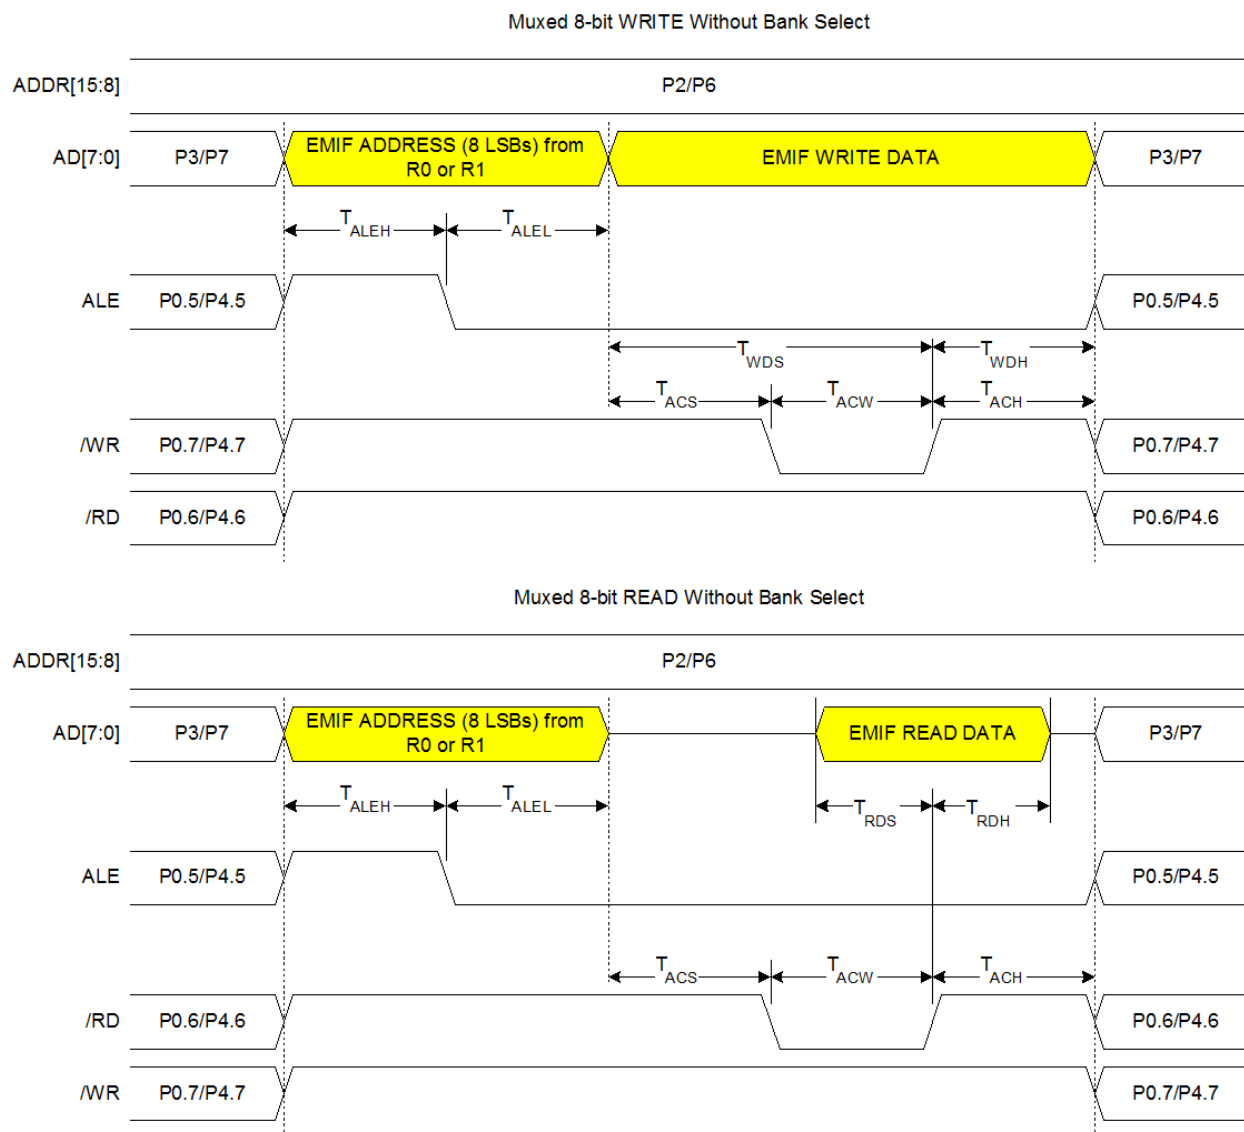 Muxed 8-bit WRITE Without Bank Select
ADDR[15:8] P2/P6
AD[7:0] P3/P7 EMIF ADDRESS (8 LSBs) from R0 or R1 EMIF WRITE DATA P3/P7
TALEH TALEL
ALE P0.5/P4.5 P0.5/P4.5
TWDS TWDH
TACS TACW TACH
/WR P0.7/P4.7 P0.7/P4.7
/RD P0.6/P4.6 P0.6/P4.6
Muxed 8-bit READ Without Bank Select
ADDR[15:8] P2/P6
AD[7:0] P3/P7 EMIF ADDRESS (8 LSBs) from R0 or R1 EMIF READ DATA P3/P7
TALEH TALEL TRDS TRDH
ALE P0.5/P4.5 P0.5/P4.5
TACS TACW TACH
/RD P0.6/P4.6 P0.6/P4.6
/WR P0.7/P4.7 P0.7/P4.7